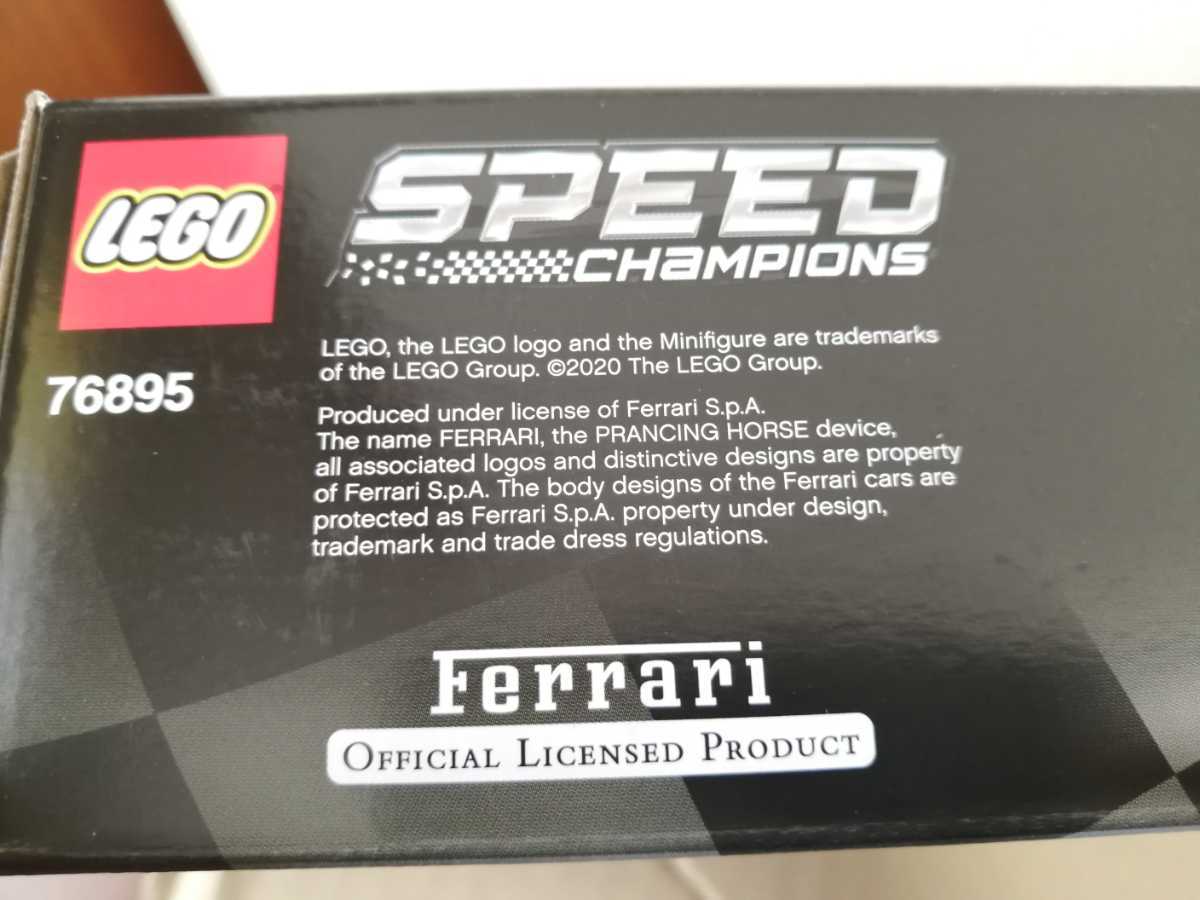 LEGO
SPEED
CHAMPIONS
76895
LEGO, the LEGO logo and the Minifigure are trademarks
of the LEGO Group. ©2020 The LEGO Group.
Produced under license of Ferrari S.p.A.
The name FERRARI, the PRANCING HORSE device,
all associated logos and distinctive designs are property
of Ferrari S.p.A. The body designs of the Ferrari cars are
protected as Ferrari S.p.A. property under design,
trademark and trade dress regulations.
Ferrari
OFFICIAL LICENSED PRODUCT